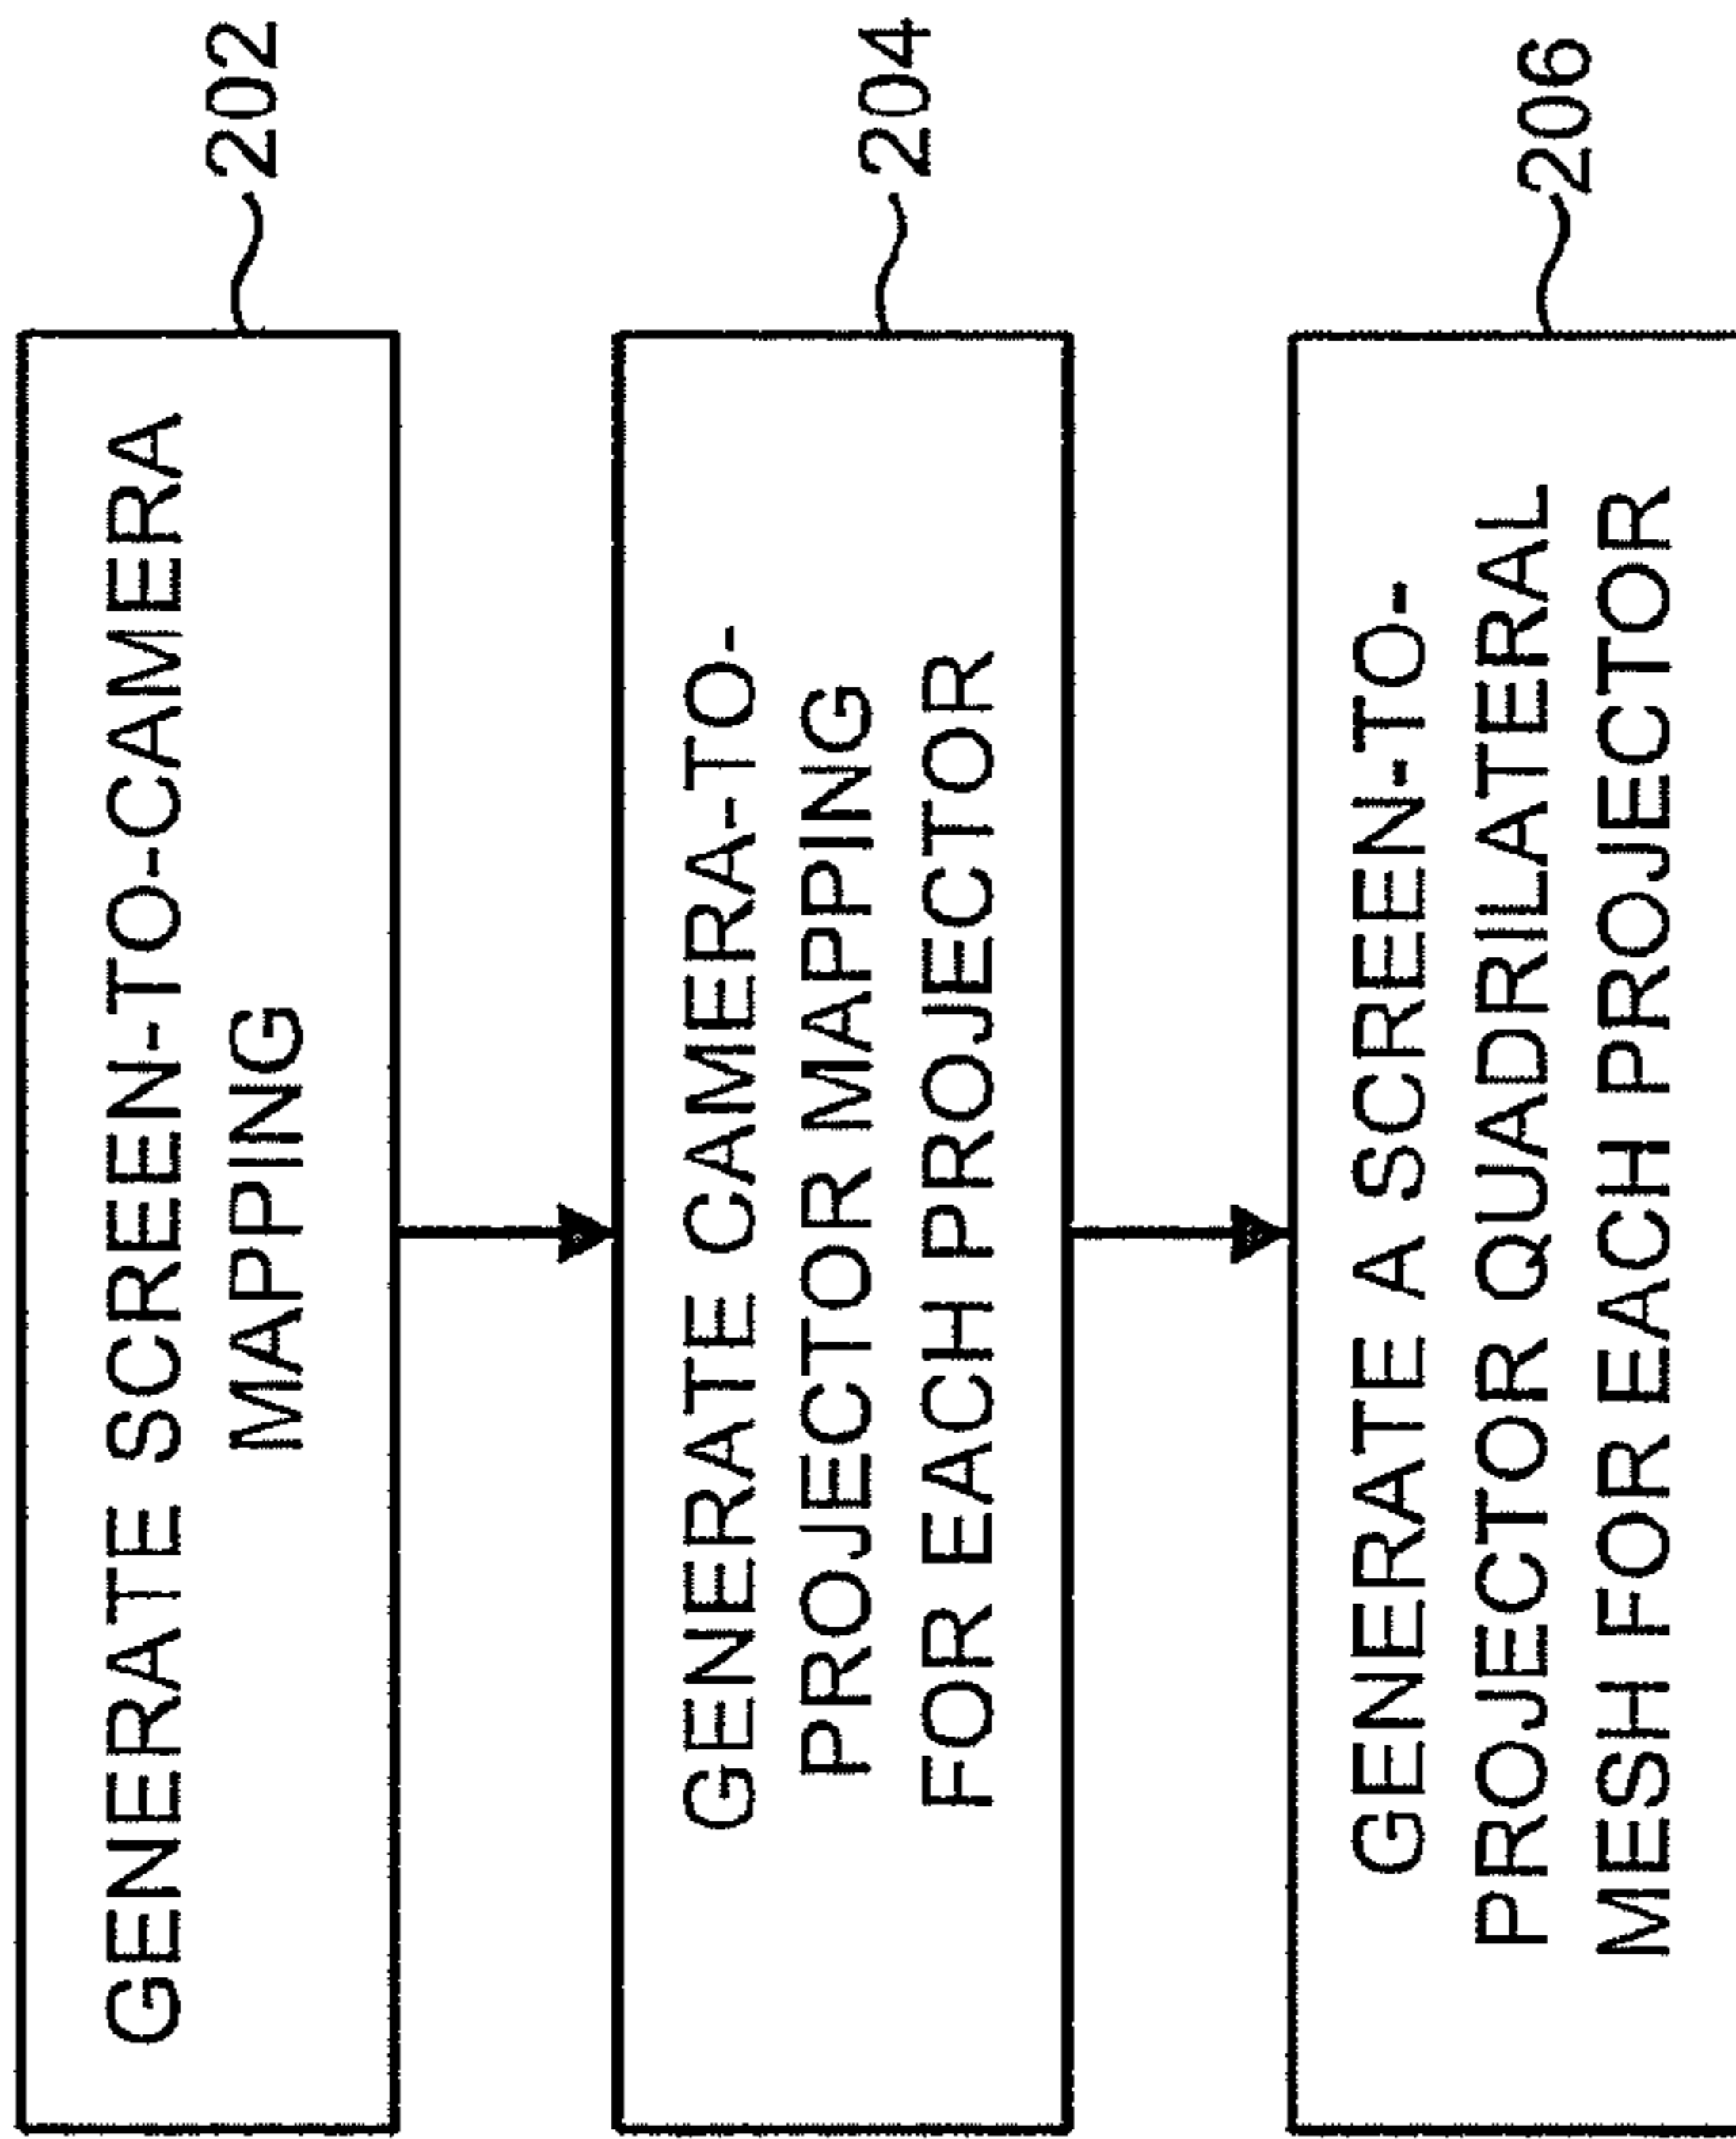 GENERATE SCREEN-TO-CAMERA
MAPPING
202
GENERATE CAMERA-TO-
PROJECTOR MAPPING
FOR EACH PROJECTOR
204
GENERATE A SCREEN-TO-
PROJECTOR QUADRILATERAL
MESH FOR EACH PROJECTOR
206